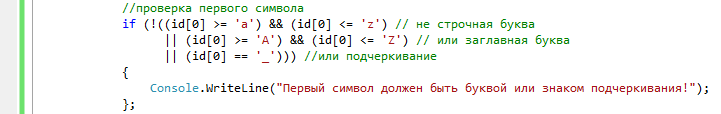 //проверка первого символа
if (!((id[0] >= 'a') && (id[0] <= 'z') // не строчная буква
|| (id[0] >= 'A') && (id[0] <= 'Z') // или заглавная буква
|| (id[0] == '_'))) //или подчеркивание
{
Console.WriteLine("Первый символ должен быть буквой или знаком подчеркивания!");
};